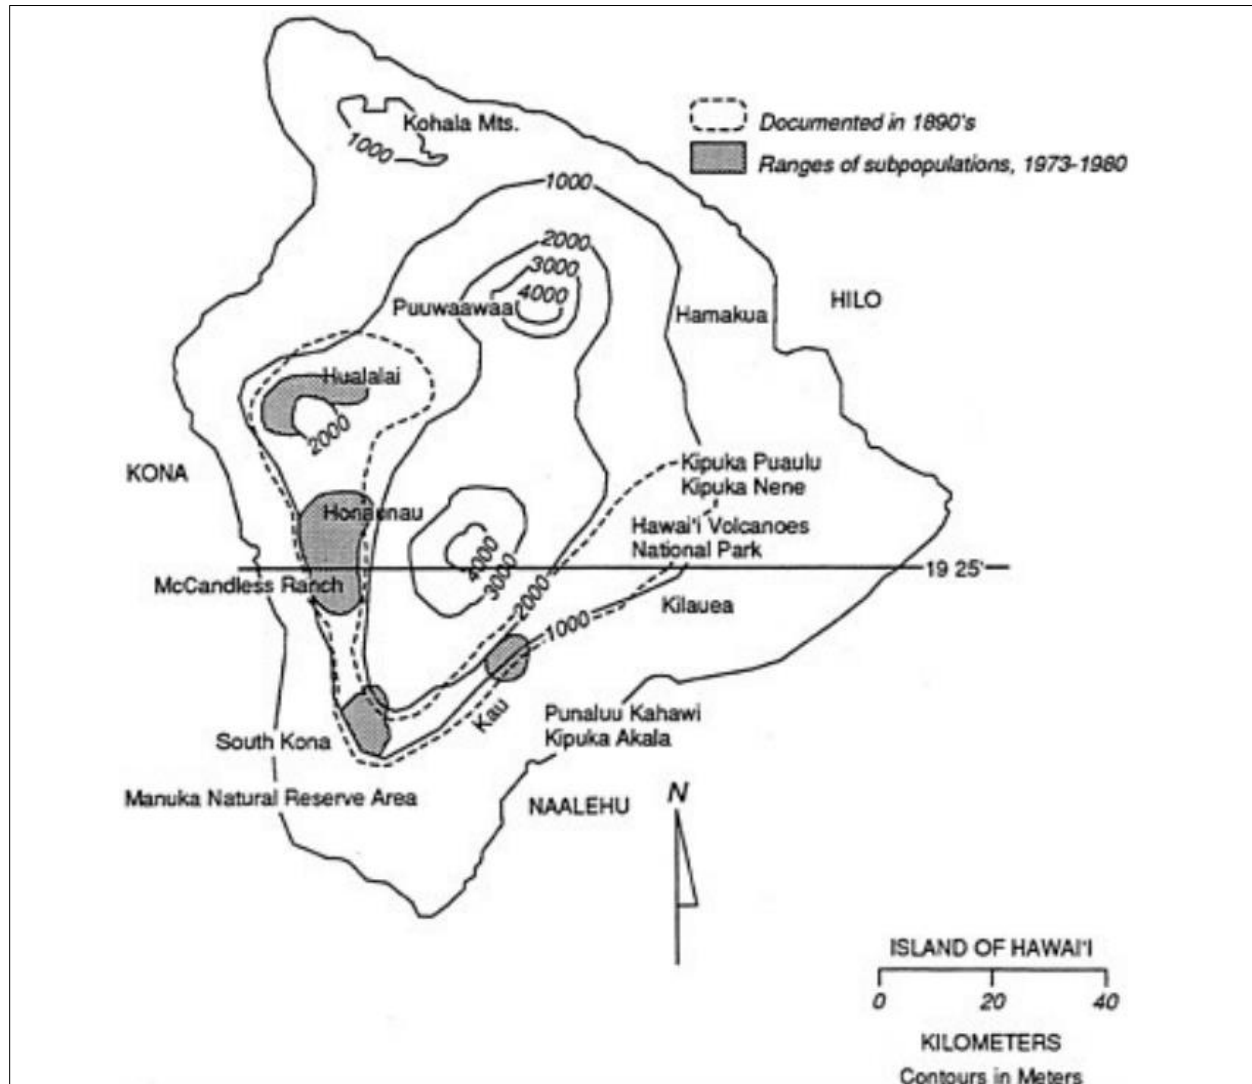 Kohala Mts.
1000
Documented in 1890's
Ranges of subpopulations, 1973-1980
1000
2000
3000
4000
Puuwaawaa
Hamakua
HILO
Hualalai
2000
KONA
Kipuka Puaulu
Kipuka Nene
Honaunau
Hawai'i Volcanoes
National Park
4000
3000
19 25'
McCandless Ranch
2000
Kilauea
1000
Kau
Punaluu Kahawi
Kipuka Akala
South Kona
Manuka Natural Reserve Area
NAALEHU
N
ISLAND OF HAWAI'I
0 20 40
KILOMETERS
Contours in Meters